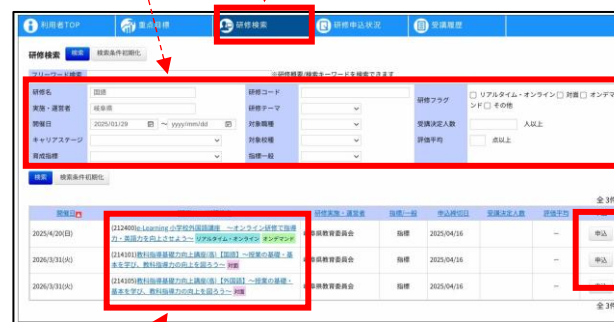 利用者TOP 重点目標 研修検索 研修申込状況 受講履歴
研修検索 検索 検索条件初期化
フリーワード検索 ※研修概要/検索キーワードを検索できます
研修名 国語 研修コード 研修フラグ リアルタイム・オンライン 対面 オンデマンド その他
実施・運営者 岐阜県 研修テーマ
開催日 2025/01/29 ～ yyyy/mm/dd 対象職種 受講決定人数 人以上
キャリアステージ 対象校種 評価平均 点以上
育成指標 指標一般
検索 検索条件初期化
全3件
開催日 研修実施・運営者 指標/一般 申込締切日 受講決定人数 評価平均
2025/4/20(日) (212400)e-Learning 小学校外国語講座 ～オンライン研修で指導力・英語力を向上させよう～ リアルタイム・オンライン オンデマンド 岐阜県教育委員会 指標 2025/04/16 ー 申込
2026/3/31(火) (214101)教科指導基礎力向上講座(高)【国語】～授業の基礎・基本を学び、教科指導力の向上を図ろう～ 対面 岐阜県教育委員会 指標 2025/04/16 ー 申込
2026/3/31(火) (214105)教科指導基礎力向上講座(高)【外国語】～授業の基礎・基本を学び、教科指導力の向上を図ろう～ 対面 岐阜県教育委員会 指標 2025/04/16 ー 申込
全3件